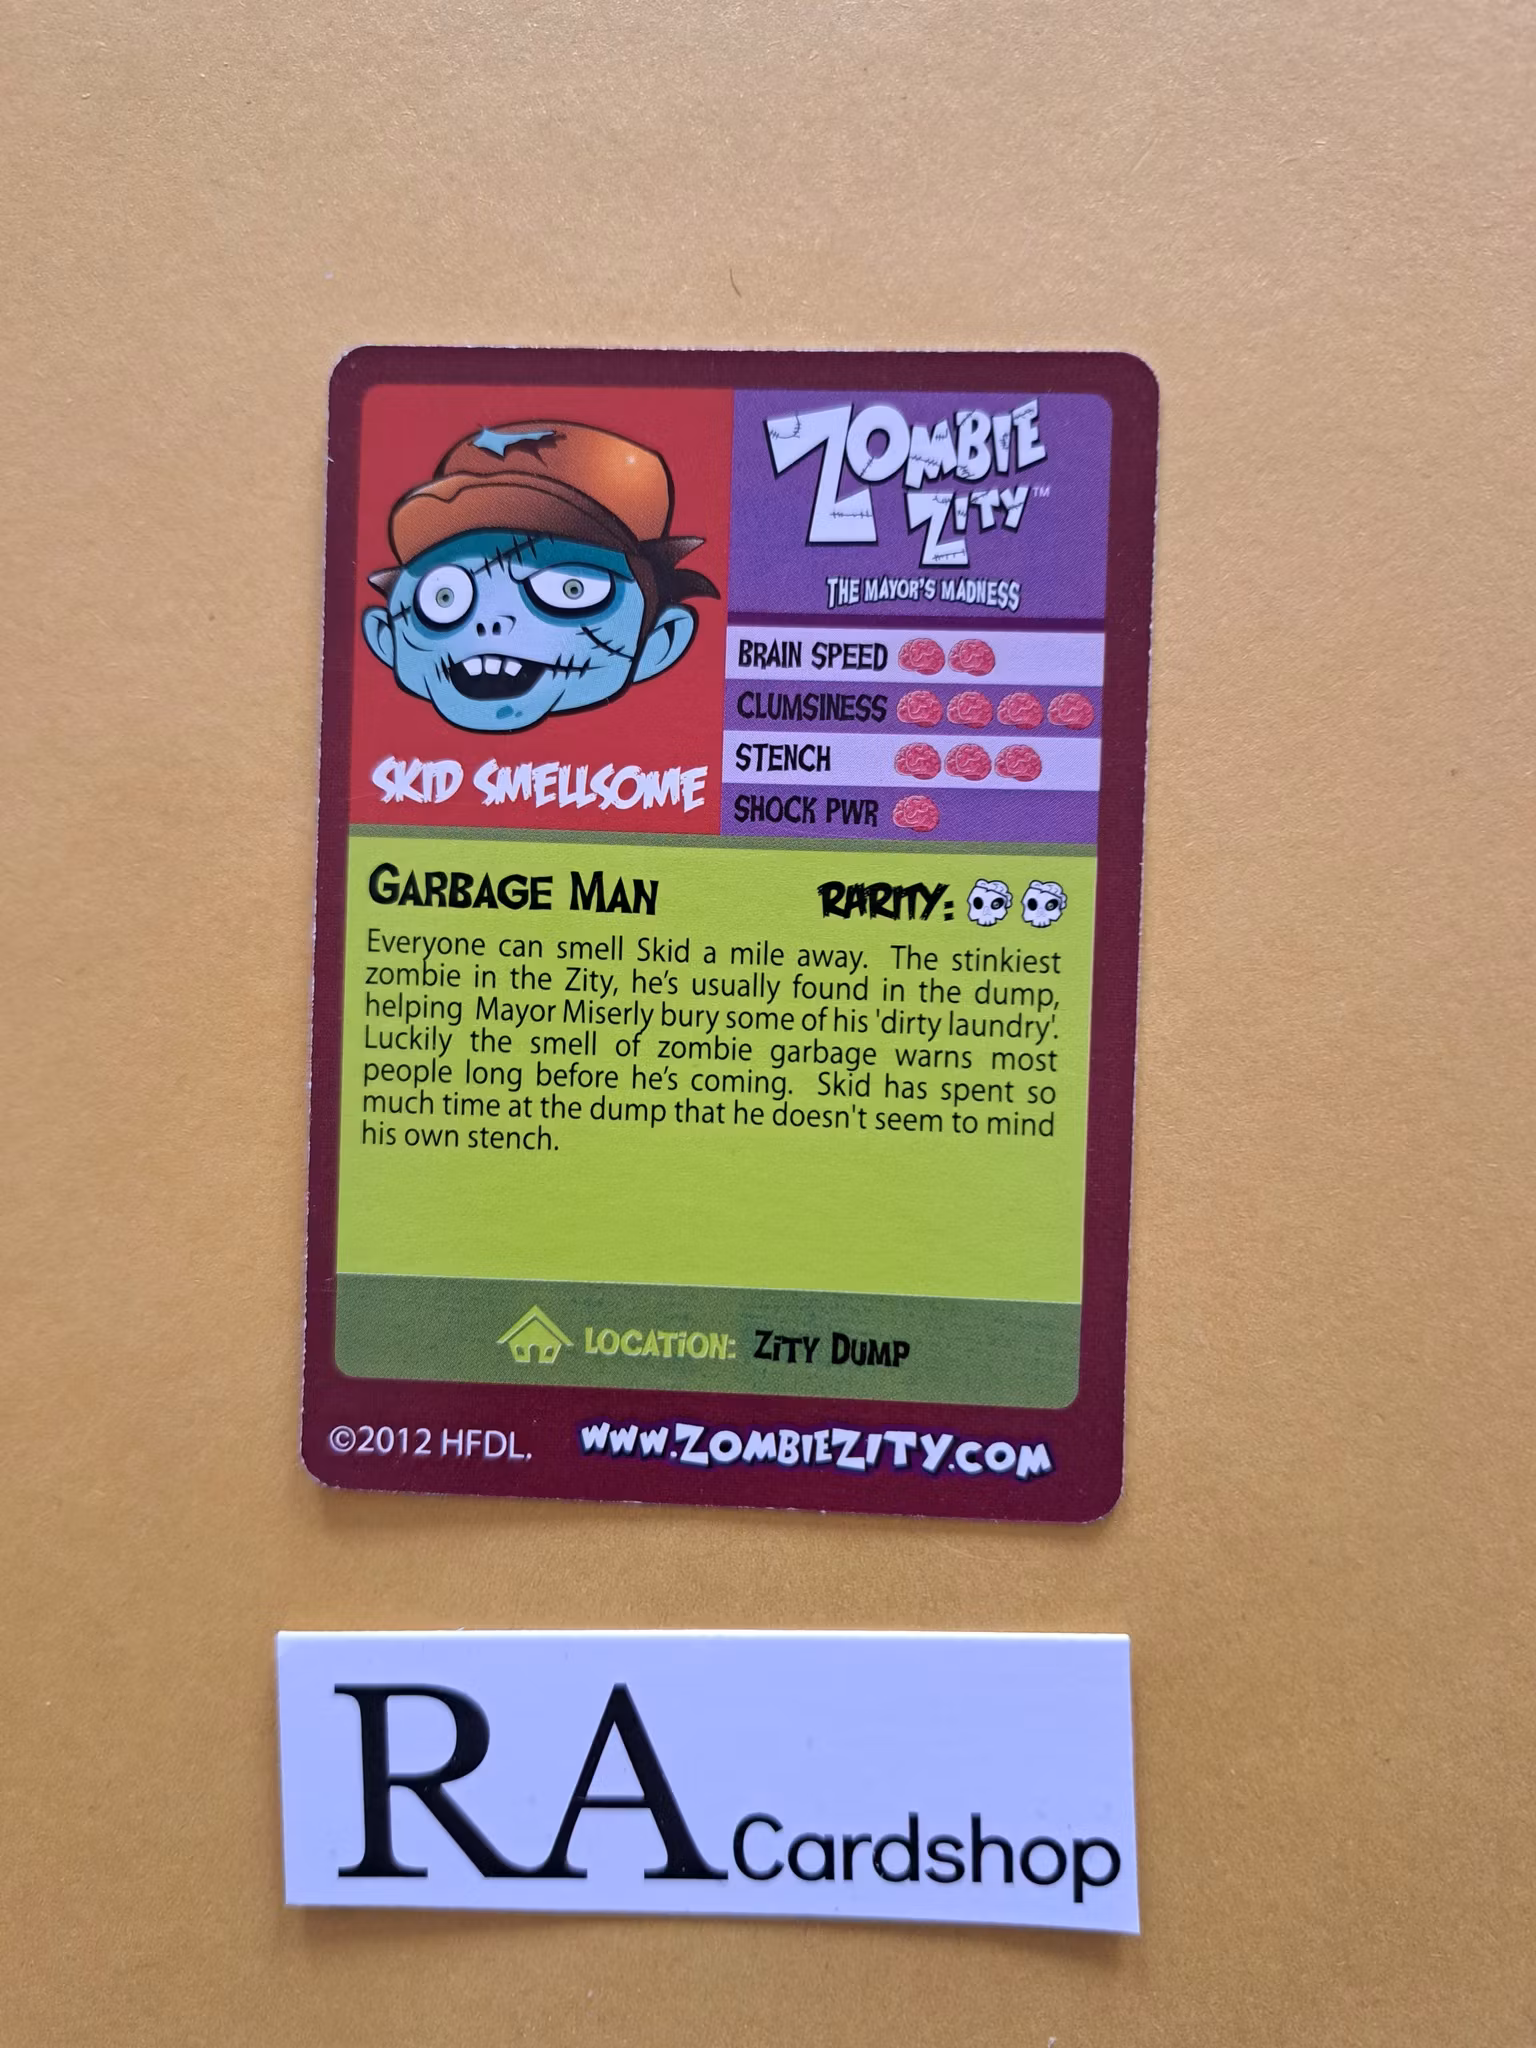 ZOMBIE
ZITY™
THE MAYOR'S MADNESS
BRAIN SPEED
CLUMSINESS
STENCH
SHOCK PWR
SKID SMELLSOME
GARBAGE MAN
RARITY:
Everyone can smell Skid a mile away. The stinkiest
zombie in the Zity, he's usually found in the dump,
helping Mayor Miserly bury some of his 'dirty laundry'.
Luckily the smell of zombie garbage warns most
people long before he's coming. Skid has spent so
much time at the dump that he doesn't seem to mind
his own stench.
LOCATION: ZITY DUMP
©2012 HFDL. WWW.ZOMBIEZITY.COM
RA Cardshop